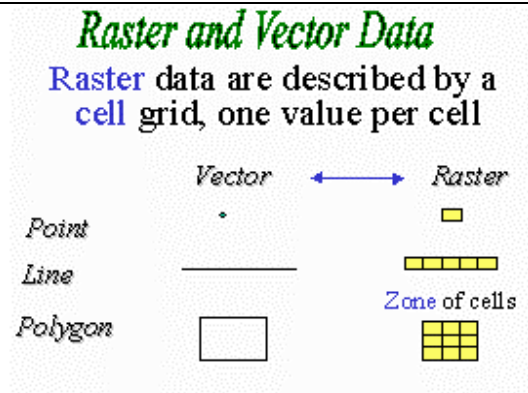 Raster and Vector Data
Raster data are described by a
cell grid, one value per cell
Vector Raster
Point
Line
Zone of cells
Polygon